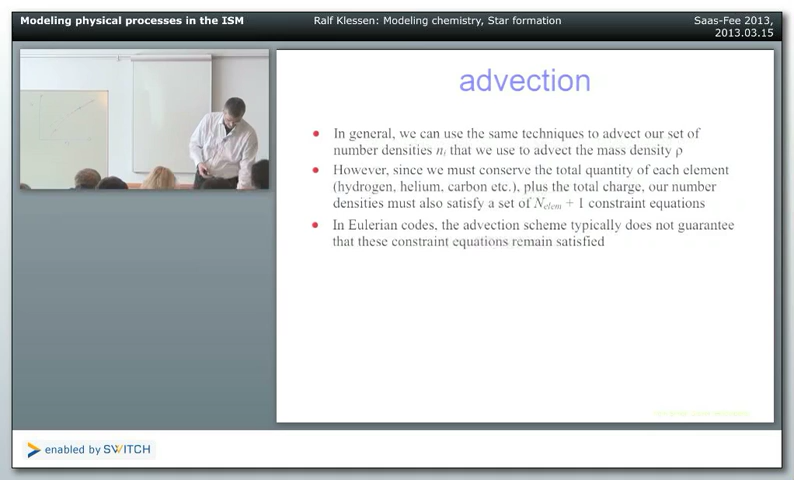 Modeling physical processes in the ISM
Ralf Klessen: Modeling chemistry, Star formation
Saas-Fee 2013,
2013.03.15
advection
In general, we can use the same techniques to advect our set of
number densities nᵢ that we use to advect the mass density ρ
However, since we must conserve the total quantity of each element
(hydrogen, helium, carbon etc.), plus the total charge, our number
densities must also satisfy a set of Nₑₗₑₘ + 1 constraint equations
In Eulerian codes, the advection scheme typically does not guarantee
that these constraint equations remain satisfied
enabled by SWITCH